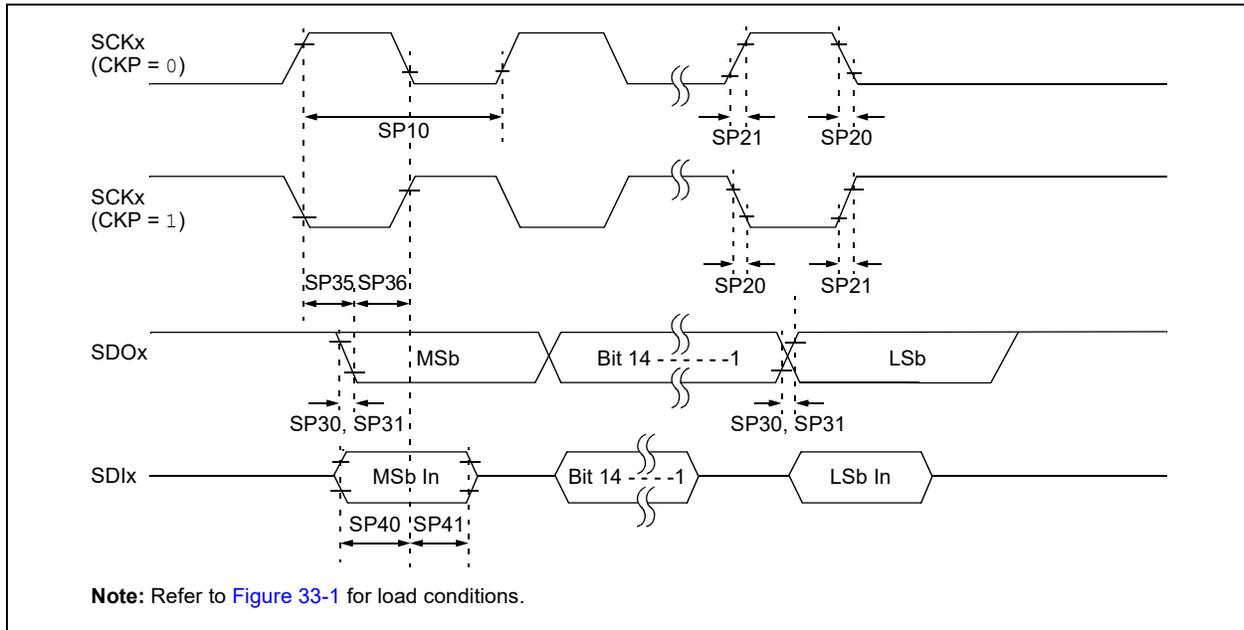 SCKx
(CKP = 0)
SP10
SP21
SP20
SCKx
(CKP = 1)
SP35
SP36
SP20
SP21
SDOx
MSb
Bit 14 - - - - - -1
LSb
SP30, SP31
SP30, SP31
SDIx
MSb In
Bit 14 - - - -1
LSb In
SP40
SP41
Note: Refer to Figure 33-1 for load conditions.